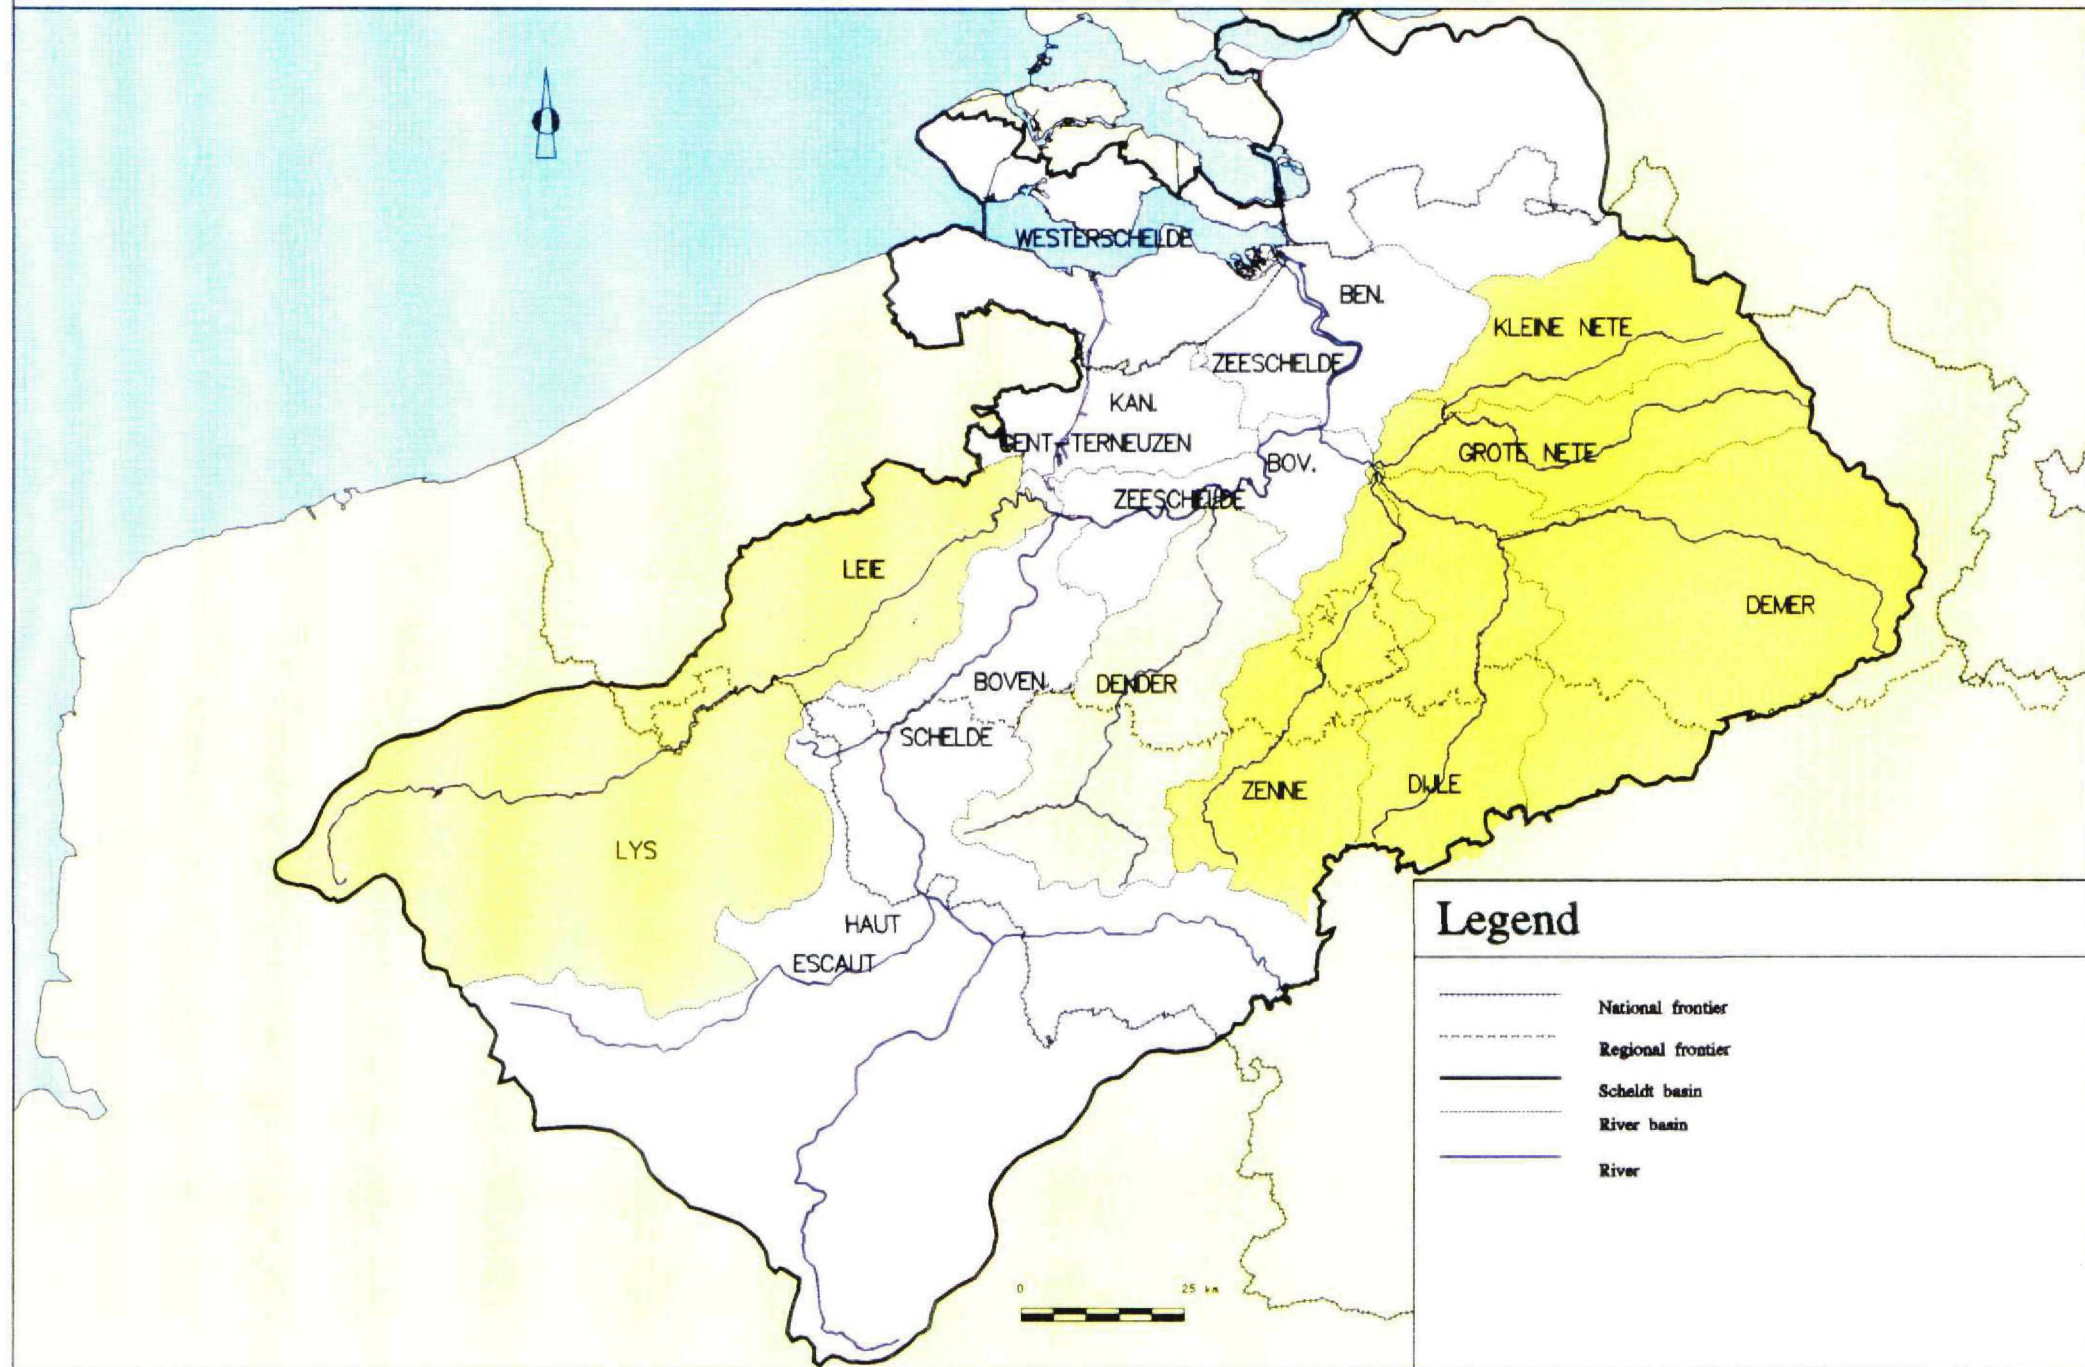 WESTERSCHELDE
BEN.
KLEINE NETE
ZEESCHELDE
KAN.
GENT-TERNEUZEN
GROTE NETE
BOV.
ZEESCHELDE
LEIE
DEMER
BOVEN
DENDER
SCHELDE
ZENNE
DIJLE
LYS
HAUT
ESCAUT
Legend
National frontier
Regional frontier
Scheldt basin
River basin
River
0 25 km